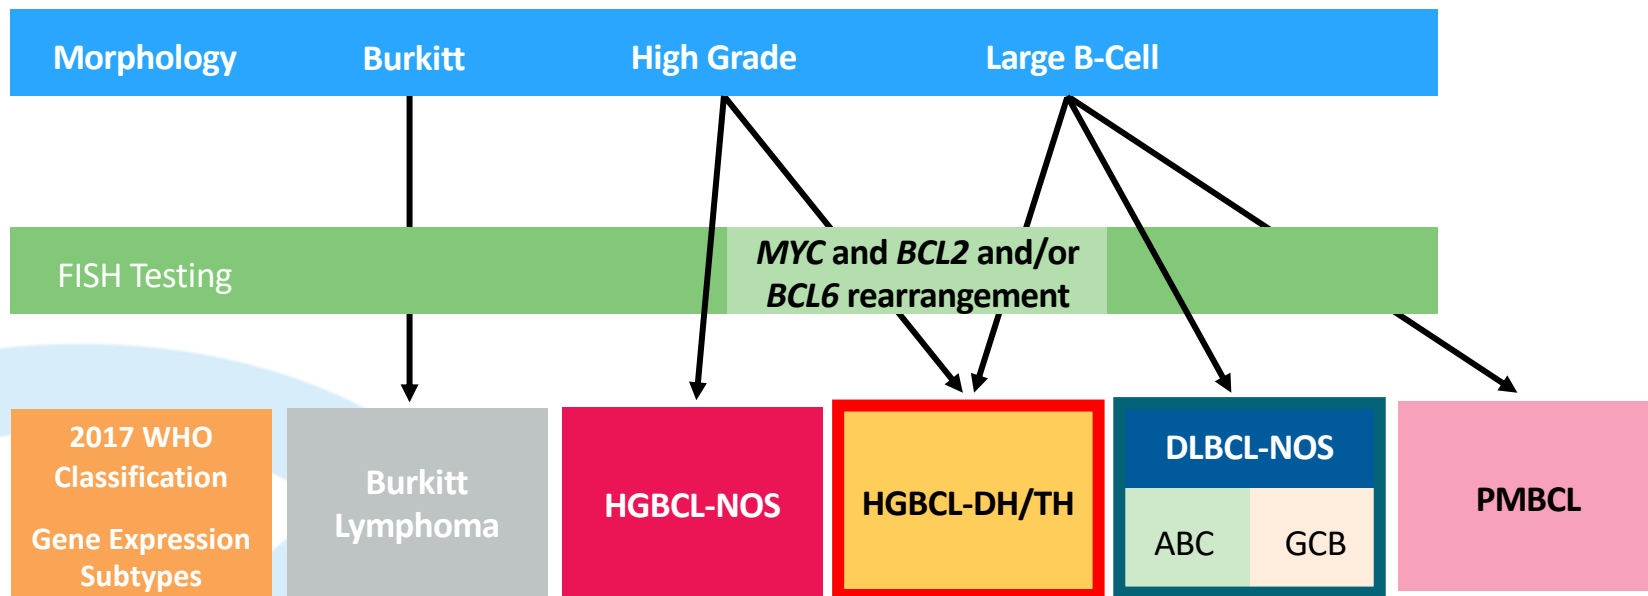 Morphology
Burkitt
High Grade
Large B-Cell
FISH Testing
MYC and BCL2 and/or
BCL6 rearrangement
2017 WHO
Classification
Gene Expression
Subtypes
Burkitt
Lymphoma
HGBCL-NOS
HGBCL-DH/TH
DLBCL-NOS
ABC
GCB
PMBCL